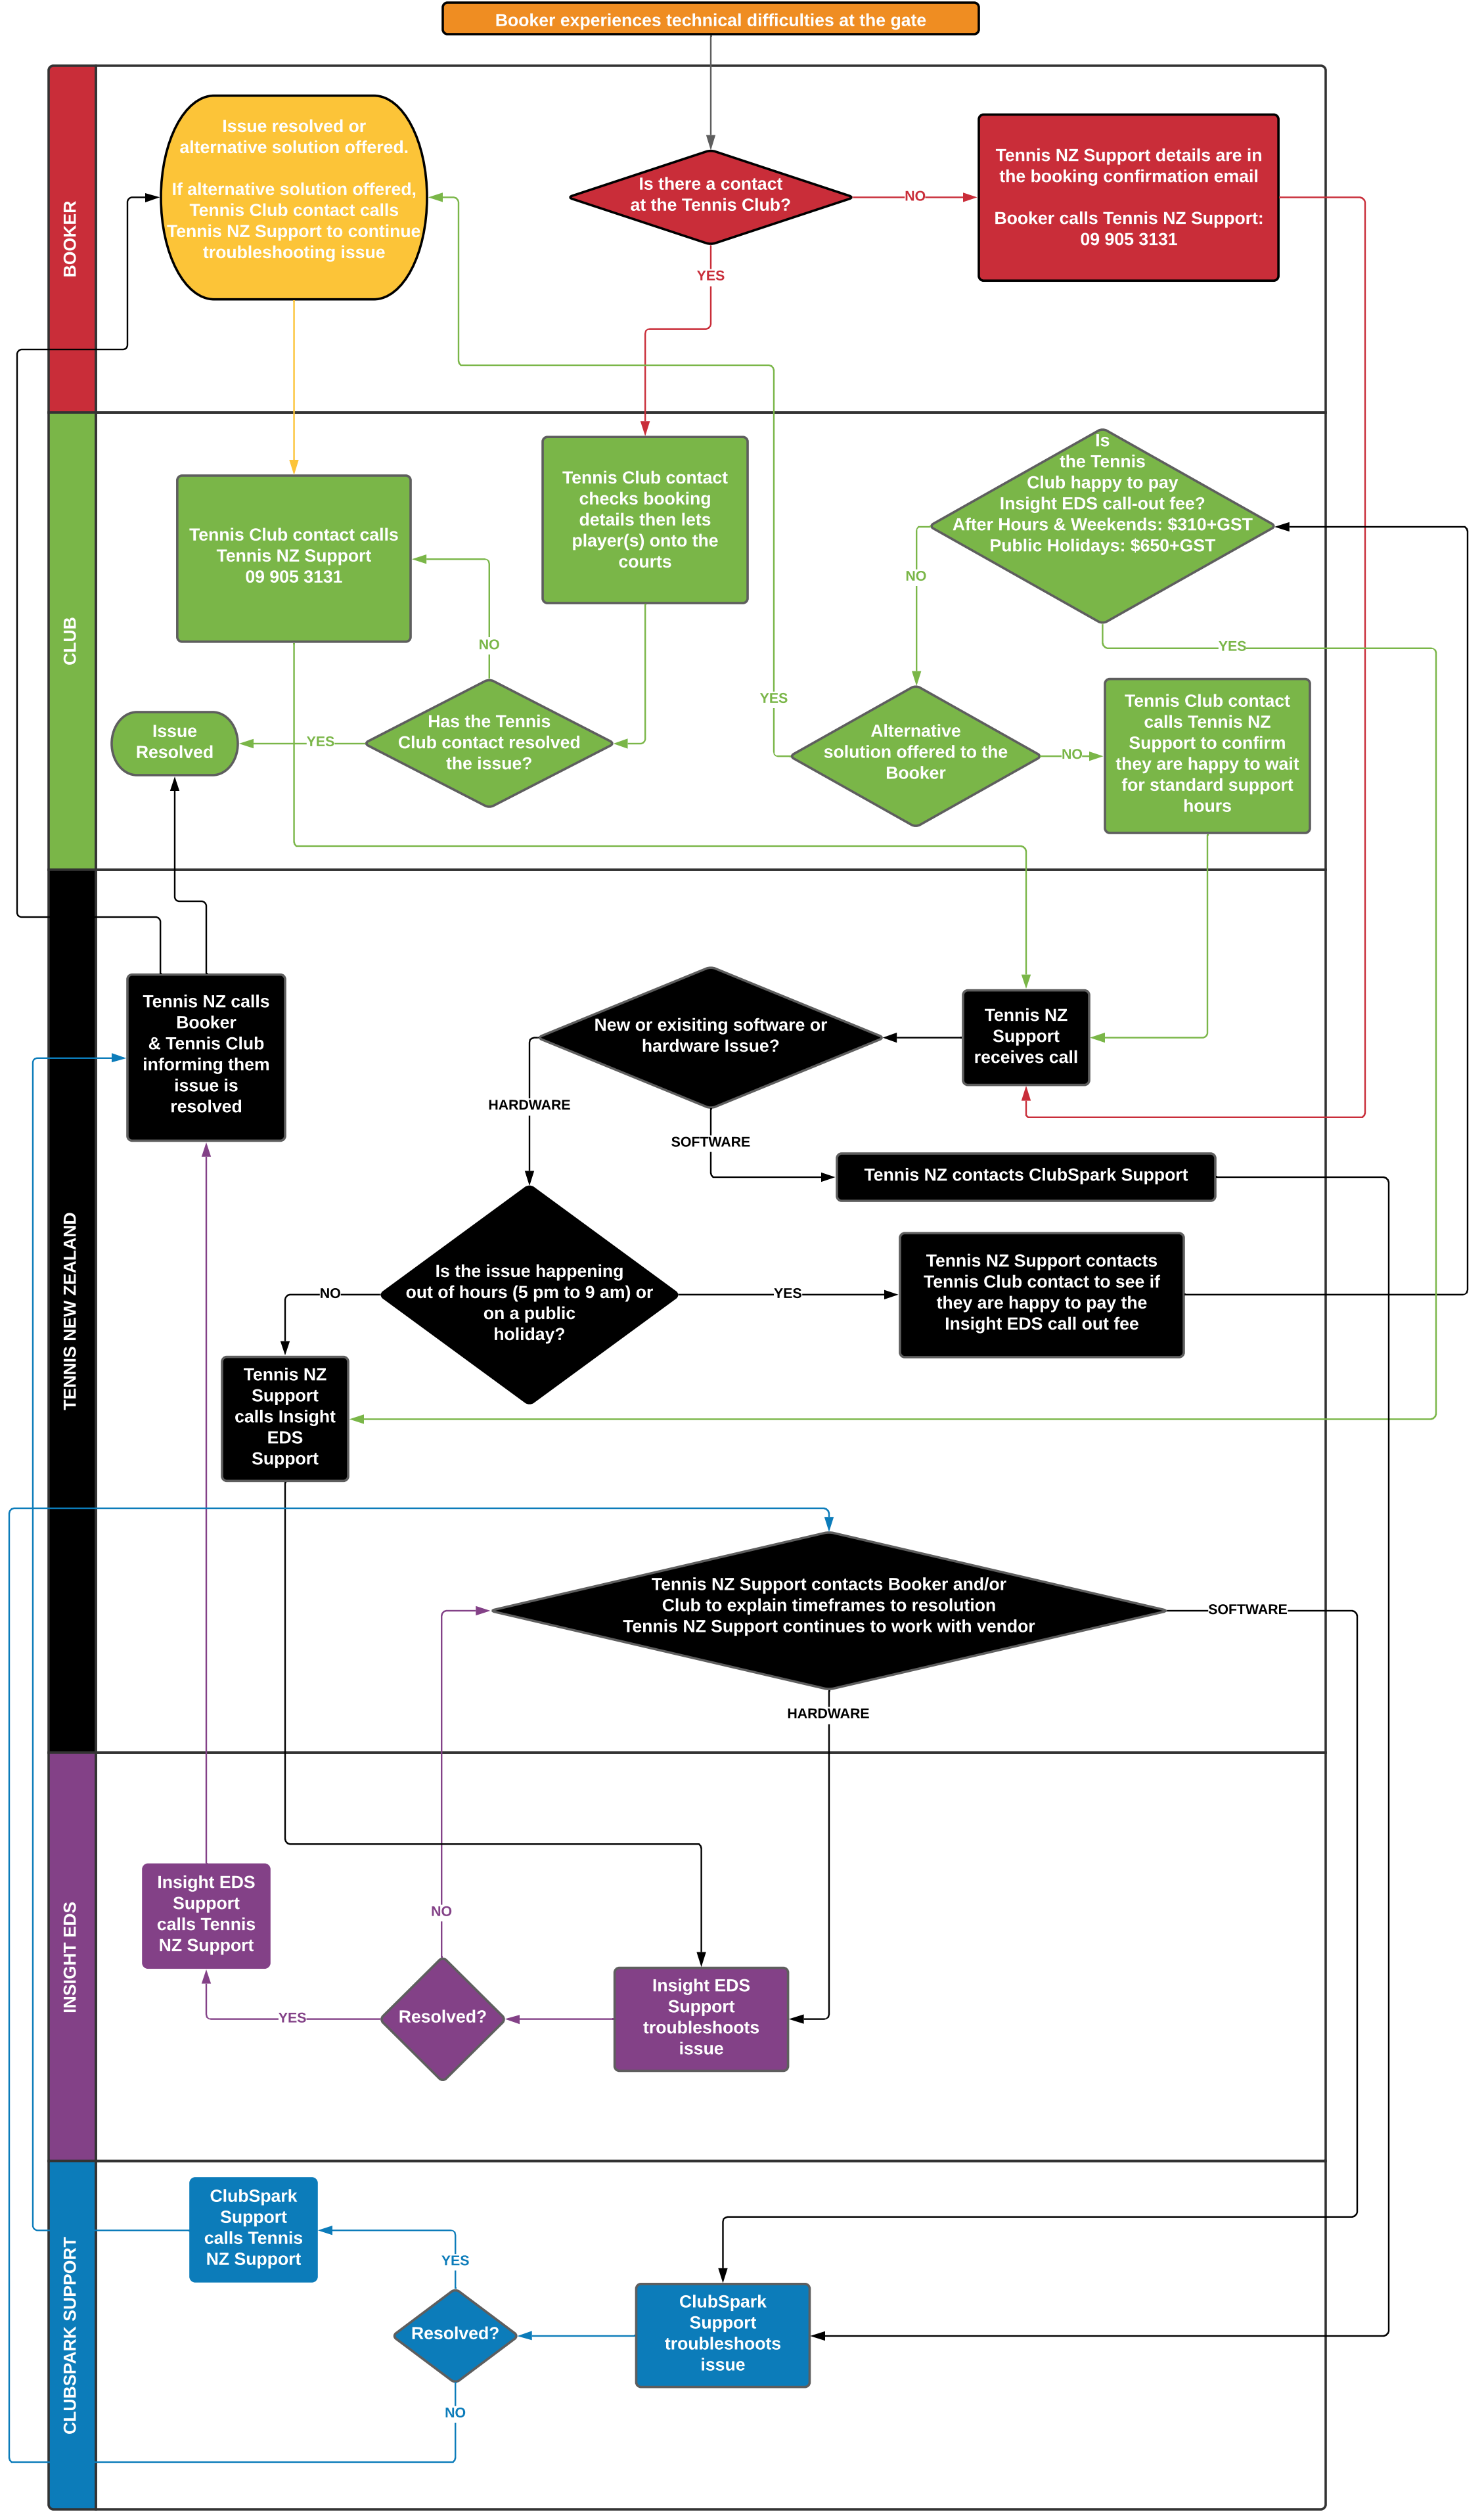 Booker experiences technical difficulties at the gate
BOOKER
Issue resolved or
alternative solution offered.
If alternative solution offered,
Tennis Club contact calls
Tennis NZ Support to continue
troubleshooting issue
Is there a contact
at the Tennis Club?
NO
Tennis NZ Support details are in
the booking confirmation email
Booker calls Tennis NZ Support:
09 905 3131
YES
CLUB
Tennis Club contact calls
Tennis NZ Support
09 905 3131
Tennis Club contact
checks booking
details then lets
player(s) onto the
courts
Is
the Tennis
Club happy to pay
Insight EDS call-out fee?
After Hours & Weekends: $310+GST
Public Holidays: $650+GST
NO
NO
YES
YES
Issue
Resolved
YES
Has the Tennis
Club contact resolved
the issue?
Alternative
solution offered to the
Booker
NO
Tennis Club contact
calls Tennis NZ
Support to confirm
they are happy to wait
for standard support
hours
TENNIS NEW ZEALAND
Tennis NZ calls
Booker
& Tennis Club
informing them
issue is
resolved
New or exisiting software or
hardware Issue?
Tennis NZ
Support
receives call
HARDWARE
SOFTWARE
Tennis NZ contacts ClubSpark Support
Is the issue happening
out of hours (5 pm to 9 am) or
on a public
holiday?
NO
YES
Tennis NZ Support contacts
Tennis Club contact to see if
they are happy to pay the
Insight EDS call out fee
Tennis NZ
Support
calls Insight
EDS
Support
Tennis NZ Support contacts Booker and/or
Club to explain timeframes to resolution
Tennis NZ Support continues to work with vendor
SOFTWARE
HARDWARE
INSIGHT EDS
Insight EDS
Support
calls Tennis
NZ Support
NO
YES
Resolved?
Insight EDS
Support
troubleshoots
issue
CLUBSPARK SUPPORT
ClubSpark
Support
calls Tennis
NZ Support
YES
Resolved?
ClubSpark
Support
troubleshoots
issue
NO